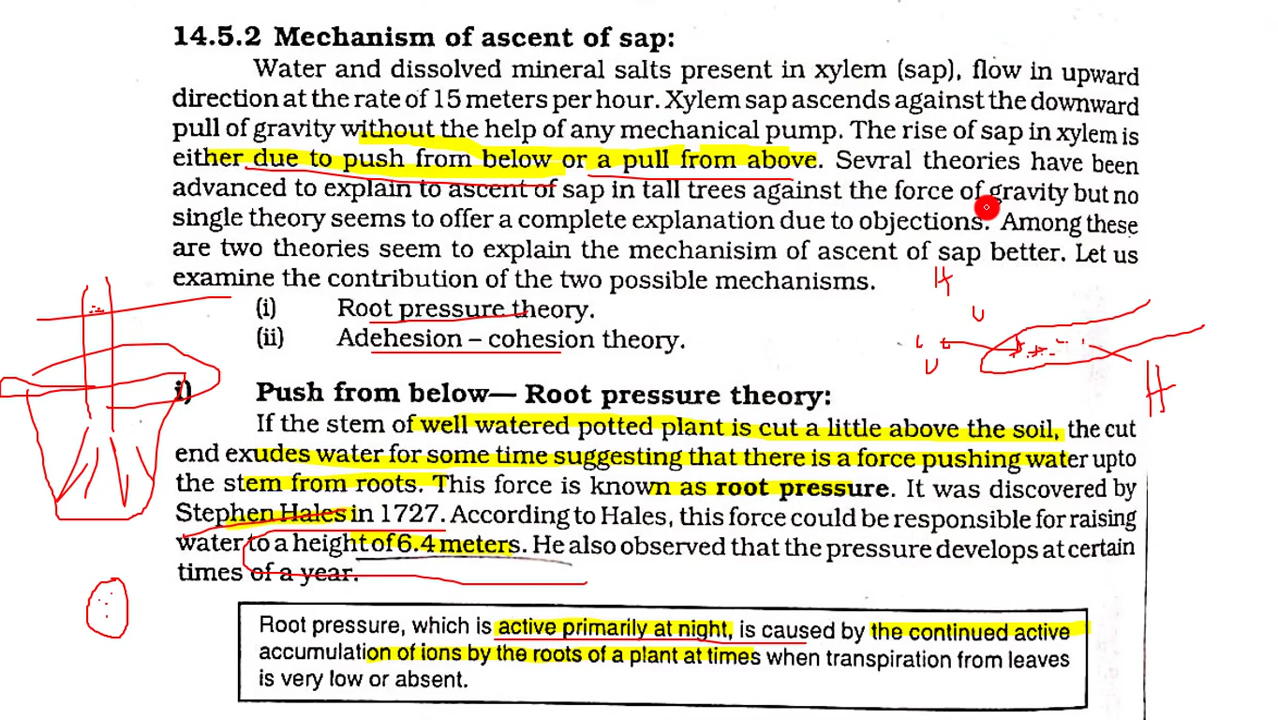 14.5.2 Mechanism of ascent of sap:
Water and dissolved mineral salts present in xylem (sap), flow in upward
direction at the rate of 15 meters per hour. Xylem sap ascends against the downward
pull of gravity without the help of any mechanical pump. The rise of sap in xylem is
either due to push from below or a pull from above. Sevral theories have been
advanced to explain to ascent of sap in tall trees against the force of gravity but no
single theory seems to offer a complete explanation due to objections. Among these
are two theories seem to explain the mechanisim of ascent of sap better. Let us
examine the contribution of the two possible mechanisms.
(i) Root pressure theory.
(ii) Adehesion – cohesion theory.
H
U
L
U
H
i) Push from below— Root pressure theory:
If the stem of well watered potted plant is cut a little above the soil, the cut
end exudes water for some time suggesting that there is a force pushing water upto
the stem from roots. This force is known as root pressure. It was discovered by
Stephen Hales in 1727. According to Hales, this force could be responsible for raising
water to a height of 6.4 meters. He also observed that the pressure develops at certain
times of a year.
Root pressure, which is active primarily at night, is caused by the continued active
accumulation of ions by the roots of a plant at times when transpiration from leaves
is very low or absent.